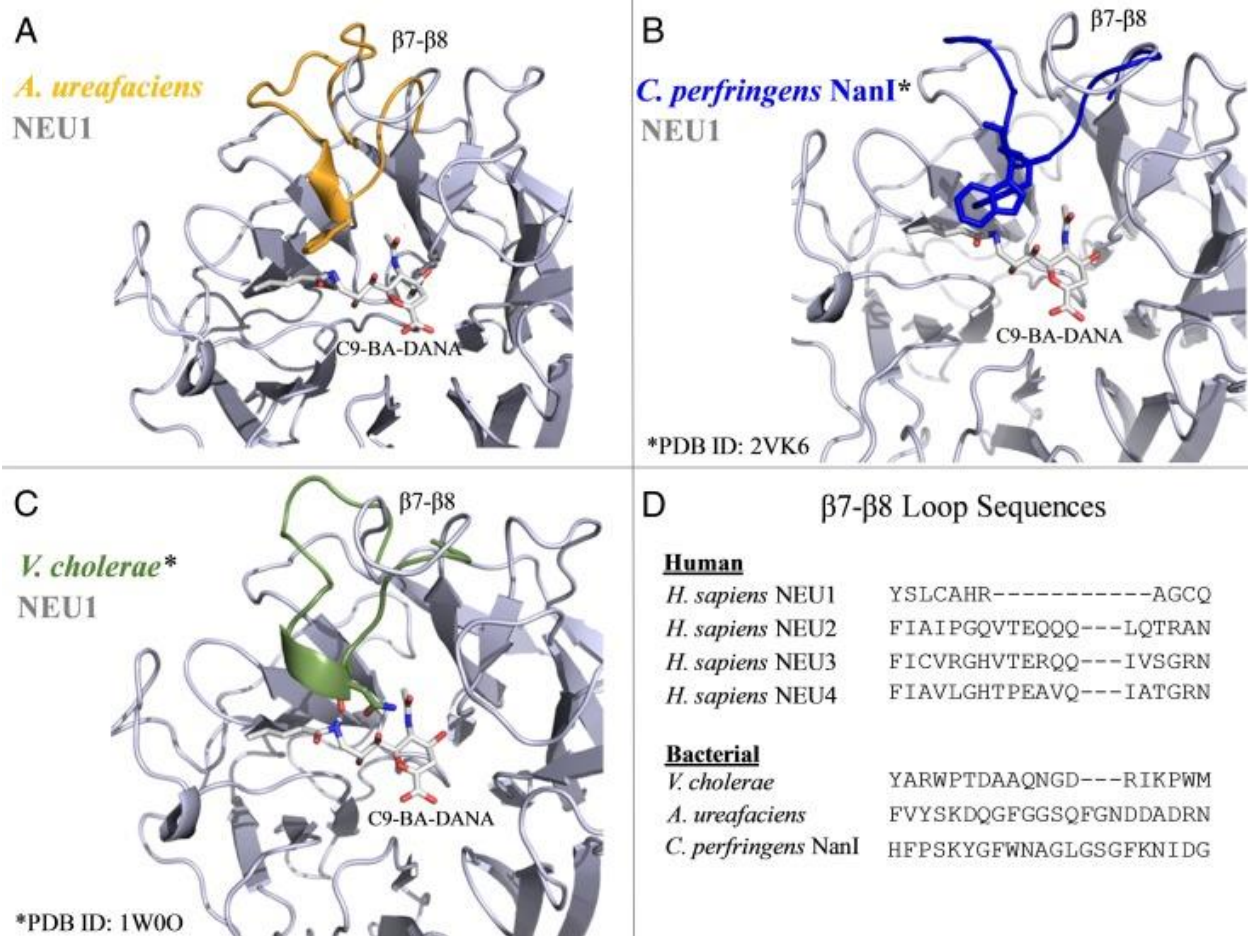 A
β7-β8
A. ureafaciens
NEU1
C9-BA-DANA
B
β7-β8
C. perfringens NanI*
NEU1
C9-BA-DANA
*PDB ID: 2VK6
C
β7-β8
V. cholerae*
NEU1
C9-BA-DANA
*PDB ID: 1W0O
D
β7-β8 Loop Sequences
Human
H. sapiens NEU1 YSLCAHR-----------AGCQ
H. sapiens NEU2 FIAIPGQVTEQQQ---LQTRAN
H. sapiens NEU3 FICVRGHVTERQQ---IVSGRN
H. sapiens NEU4 FIAVLGHTPEAVQ---IATGRN
Bacterial
V. cholerae YARWPTDAAQNGD---RIKPWM
A. ureafaciens FVYSKDQGFGGSQFGNDDADRN
C. perfringens NanI HFPSKYGFWNAGLGSGFKNIDG